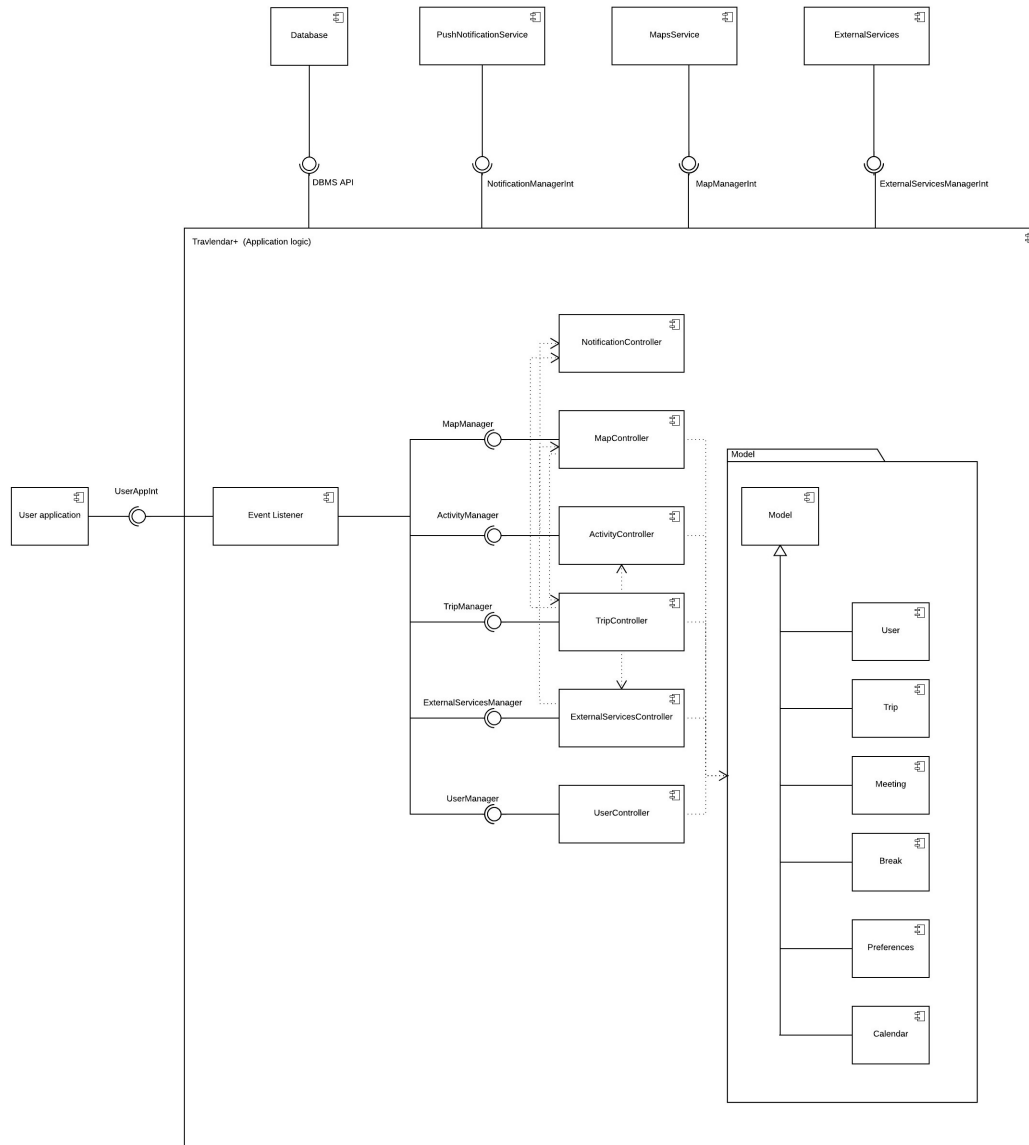 Database
PushNotificationService
MapsService
ExternalServices
DBMS API
NotificationManagerInt
MapManagerInt
ExternalServicesManagerInt
Travlendar+ (Application logic)
NotificationController
MapManager
MapController
Model
UserAppInt
User application
Event Listener
ActivityManager
ActivityController
Model
TripManager
TripController
User
ExternalServicesManager
ExternalServicesController
Trip
Meeting
UserManager
UserController
Break
Preferences
Calendar